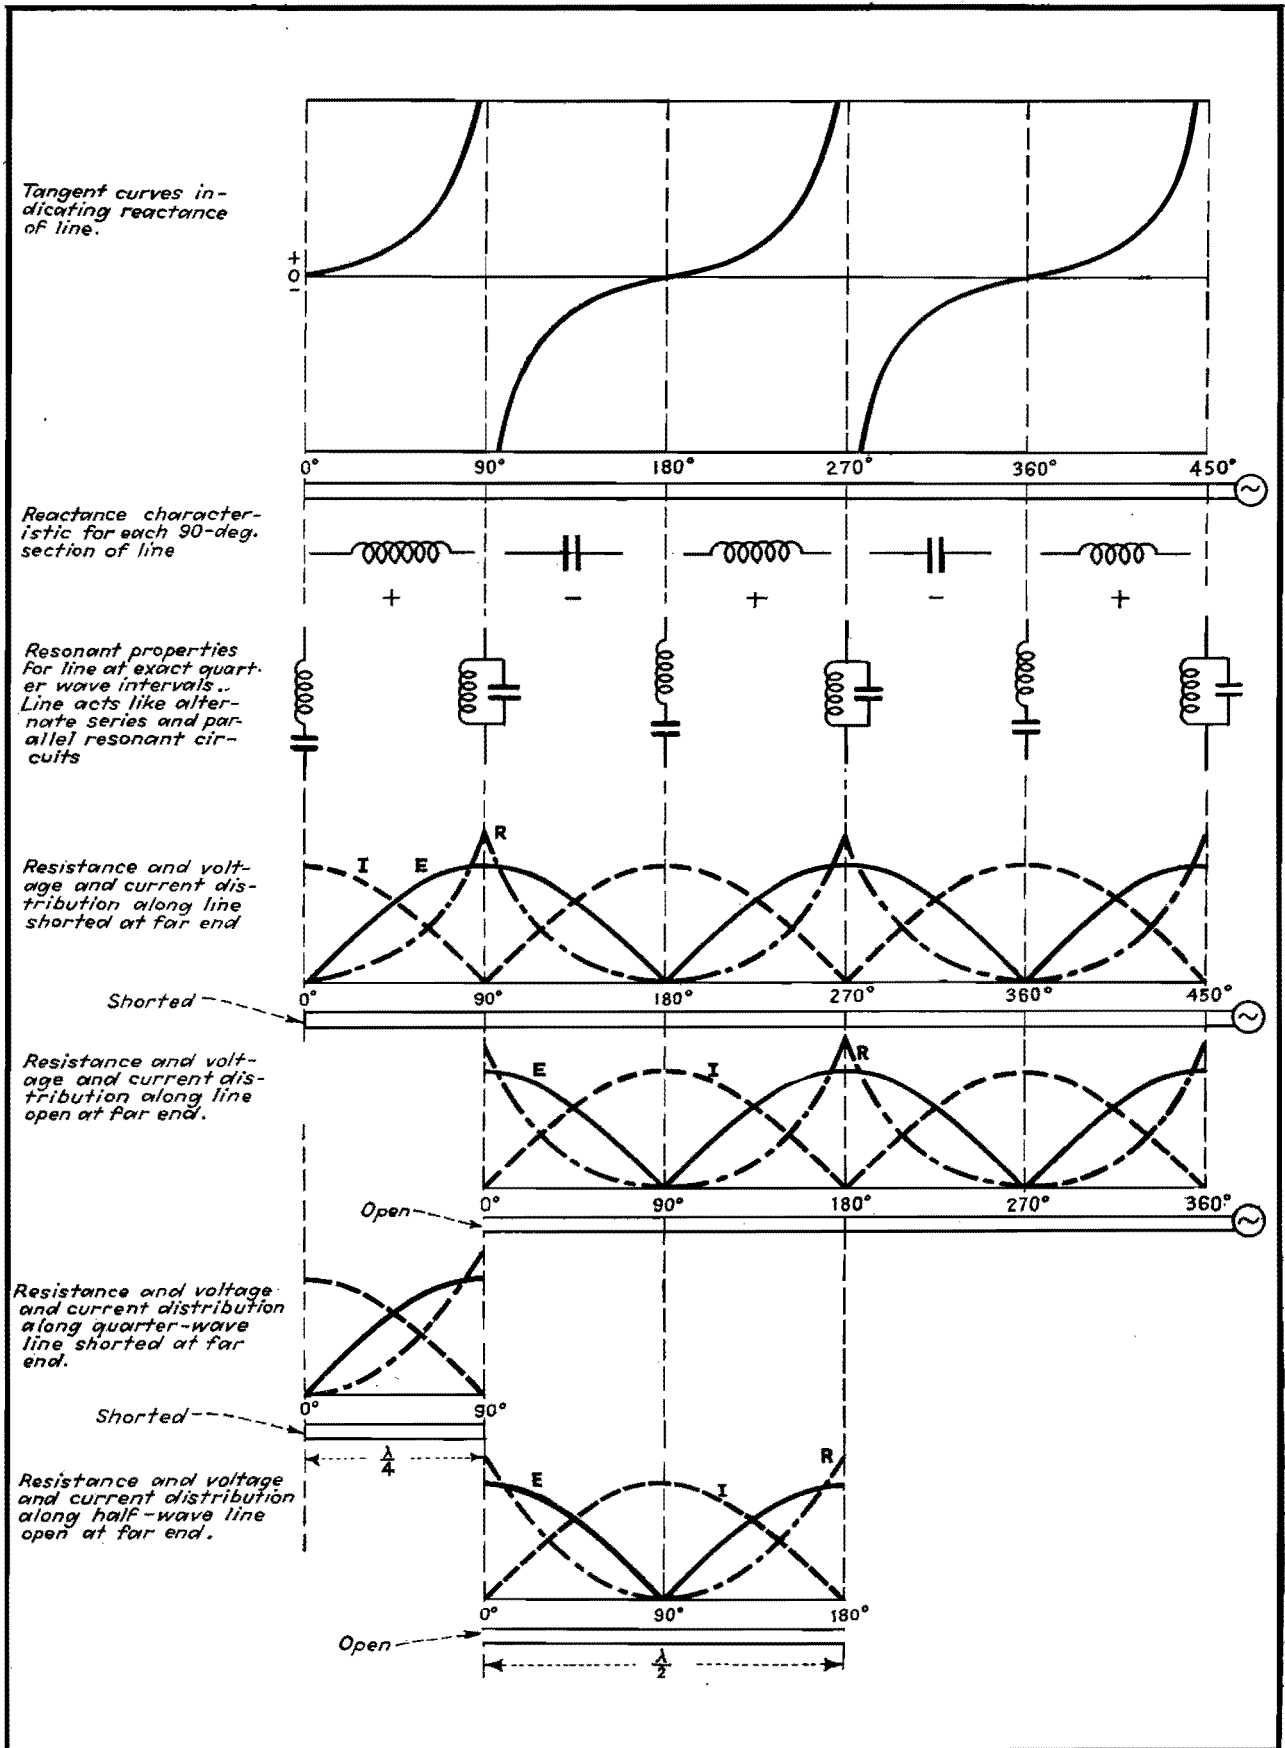 Tangent curves in-
dicating reactance
of line.
+
0
-
0° 90° 180° 270° 360° 450°
Reactance character-
istic for each 90-deg.
section of line
+ - + - +
Resonant properties
for line at exact quart-
er wave intervals..
Line acts like alter-
nate series and par-
allel resonant cir-
cuits
Resistance and volt-
age and current dis-
tribution along line
shorted at far end
I E R
0° 90° 180° 270° 360° 450°
Shorted
Resistance and volt-
age and current dis-
tribution along line
open at far end.
E I R
0° 90° 180° 270° 360°
Open
Resistance and voltage
and current distribution
along quarter-wave
line shorted at far
end.
0° 90°
Shorted
λ/4
Resistance and voltage
and current distribution
along half-wave line
open at far end.
E I R
0° 90° 180°
Open
λ/2